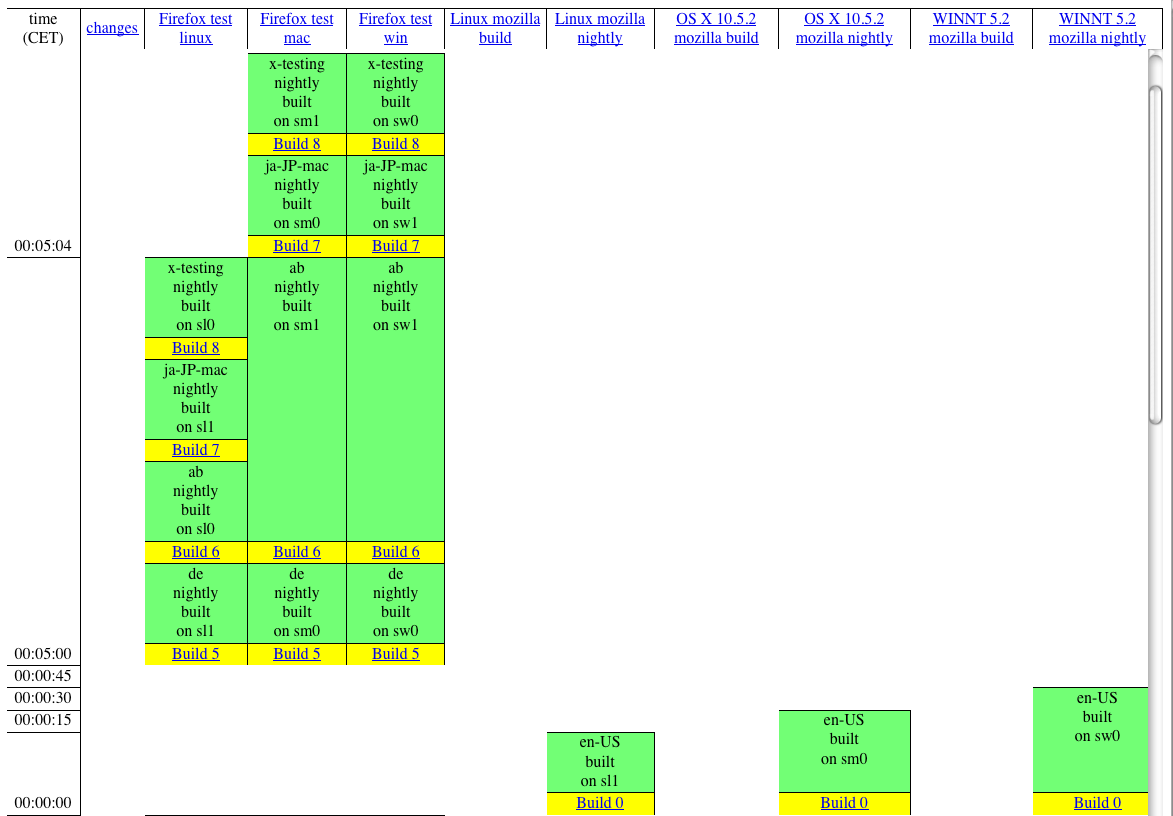 time
(CET)
changes
Firefox test
linux
Firefox test
mac
Firefox test
win
Linux mozilla
build
Linux mozilla
nightly
OS X 10.5.2
mozilla build
OS X 10.5.2
mozilla nightly
WINNT 5.2
mozilla build
WINNT 5.2
mozilla nightly
x-testing
nightly
built
on sm1
x-testing
nightly
built
on sw0
Build 8
Build 8
ja-JP-mac
nightly
built
on sm0
ja-JP-mac
nightly
built
on sw1
00:05:04
Build 7
Build 7
x-testing
nightly
built
on sl0
ab
nightly
built
on sm1
ab
nightly
built
on sw1
Build 8
ja-JP-mac
nightly
built
on sl1
Build 7
ab
nightly
built
on sl0
Build 6
Build 6
Build 6
de
nightly
built
on sl1
de
nightly
built
on sm0
de
nightly
built
on sw0
00:05:00
Build 5
Build 5
Build 5
00:00:45
00:00:30
00:00:15
en-US
built
on sl1
en-US
built
on sm0
en-US
built
on sw0
00:00:00
Build 0
Build 0
Build 0